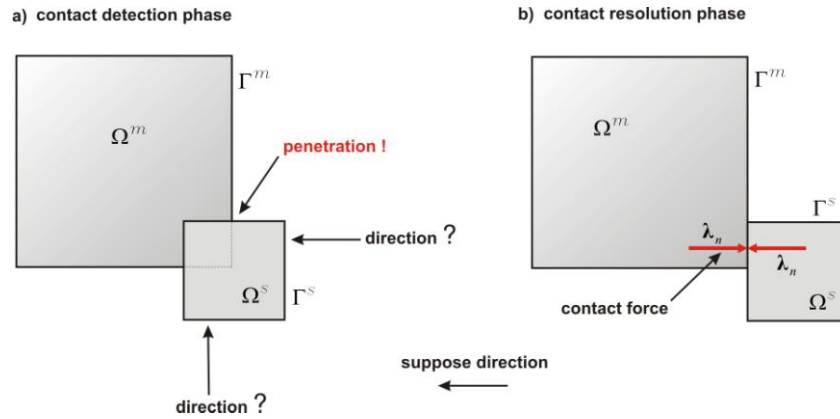 a) contact detection phase
Γ^m
Ω^m
penetration !
direction ?
Ω^s
Γ^s
direction ?
suppose direction
b) contact resolution phase
Γ^m
Ω^m
Γ^s
λ_n
λ_n
contact force
Ω^s